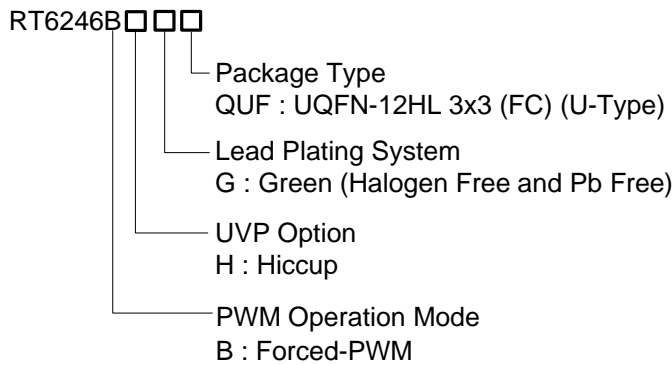 RT6246B□□□
Package Type
QUF : UQFN-12HL 3x3 (FC) (U-Type)
Lead Plating System
G : Green (Halogen Free and Pb Free)
UVP Option
H : Hiccup
PWM Operation Mode
B : Forced-PWM